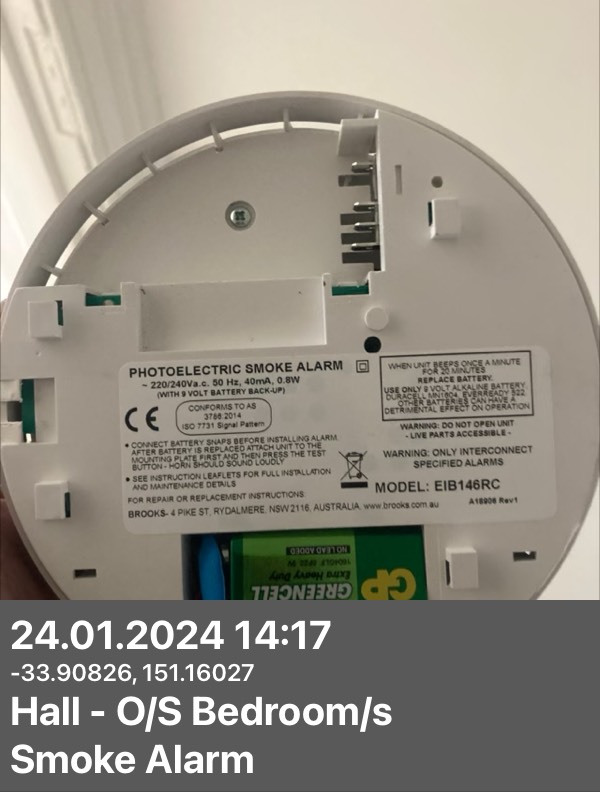 PHOTOELECTRIC SMOKE ALARM
~ 220/240Va.c. 50 Hz, 40mA, 0.8W
(WITH 9 VOLT BATTERY BACK-UP)
CE
CONFORMS TO AS
3786:2014
ISO 7731 Signal Pattern
• CONNECT BATTERY SNAPS BEFORE INSTALLING ALARM.
AFTER BATTERY IS REPLACED ATTACH UNIT TO THE
MOUNTING PLATE FIRST AND THEN PRESS THE TEST
BUTTON - HORN SHOULD SOUND LOUDLY
• SEE INSTRUCTION LEAFLETS FOR FULL INSTALLATION
AND MAINTENANCE DETAILS
FOR REPAIR OR REPLACEMENT INSTRUCTIONS:
BROOKS- 4 PIKE ST, RYDALMERE, NSW 2116, AUSTRALIA. www.brooks.com.au
WHEN UNIT BEEPS ONCE A MINUTE
FOR 20 MINUTES
REPLACE BATTERY.
USE ONLY 9 VOLT ALKALINE BATTERY
DURACELL MN1604, EVERREADY 522
OTHER BATTERIES CAN HAVE A
DETRIMENTAL EFFECT ON OPERATION
WARNING: DO NOT OPEN UNIT
- LIVE PARTS ACCESSIBLE -
WARNING: ONLY INTERCONNECT
SPECIFIED ALARMS
MODEL: EIB146RC
A18906 Rev1
GP
GREENCELL
Extra Heavy Duty
NO LEAD ADDED
24.01.2024 14:17
-33.90826, 151.16027
Hall - O/S Bedroom/s
Smoke Alarm